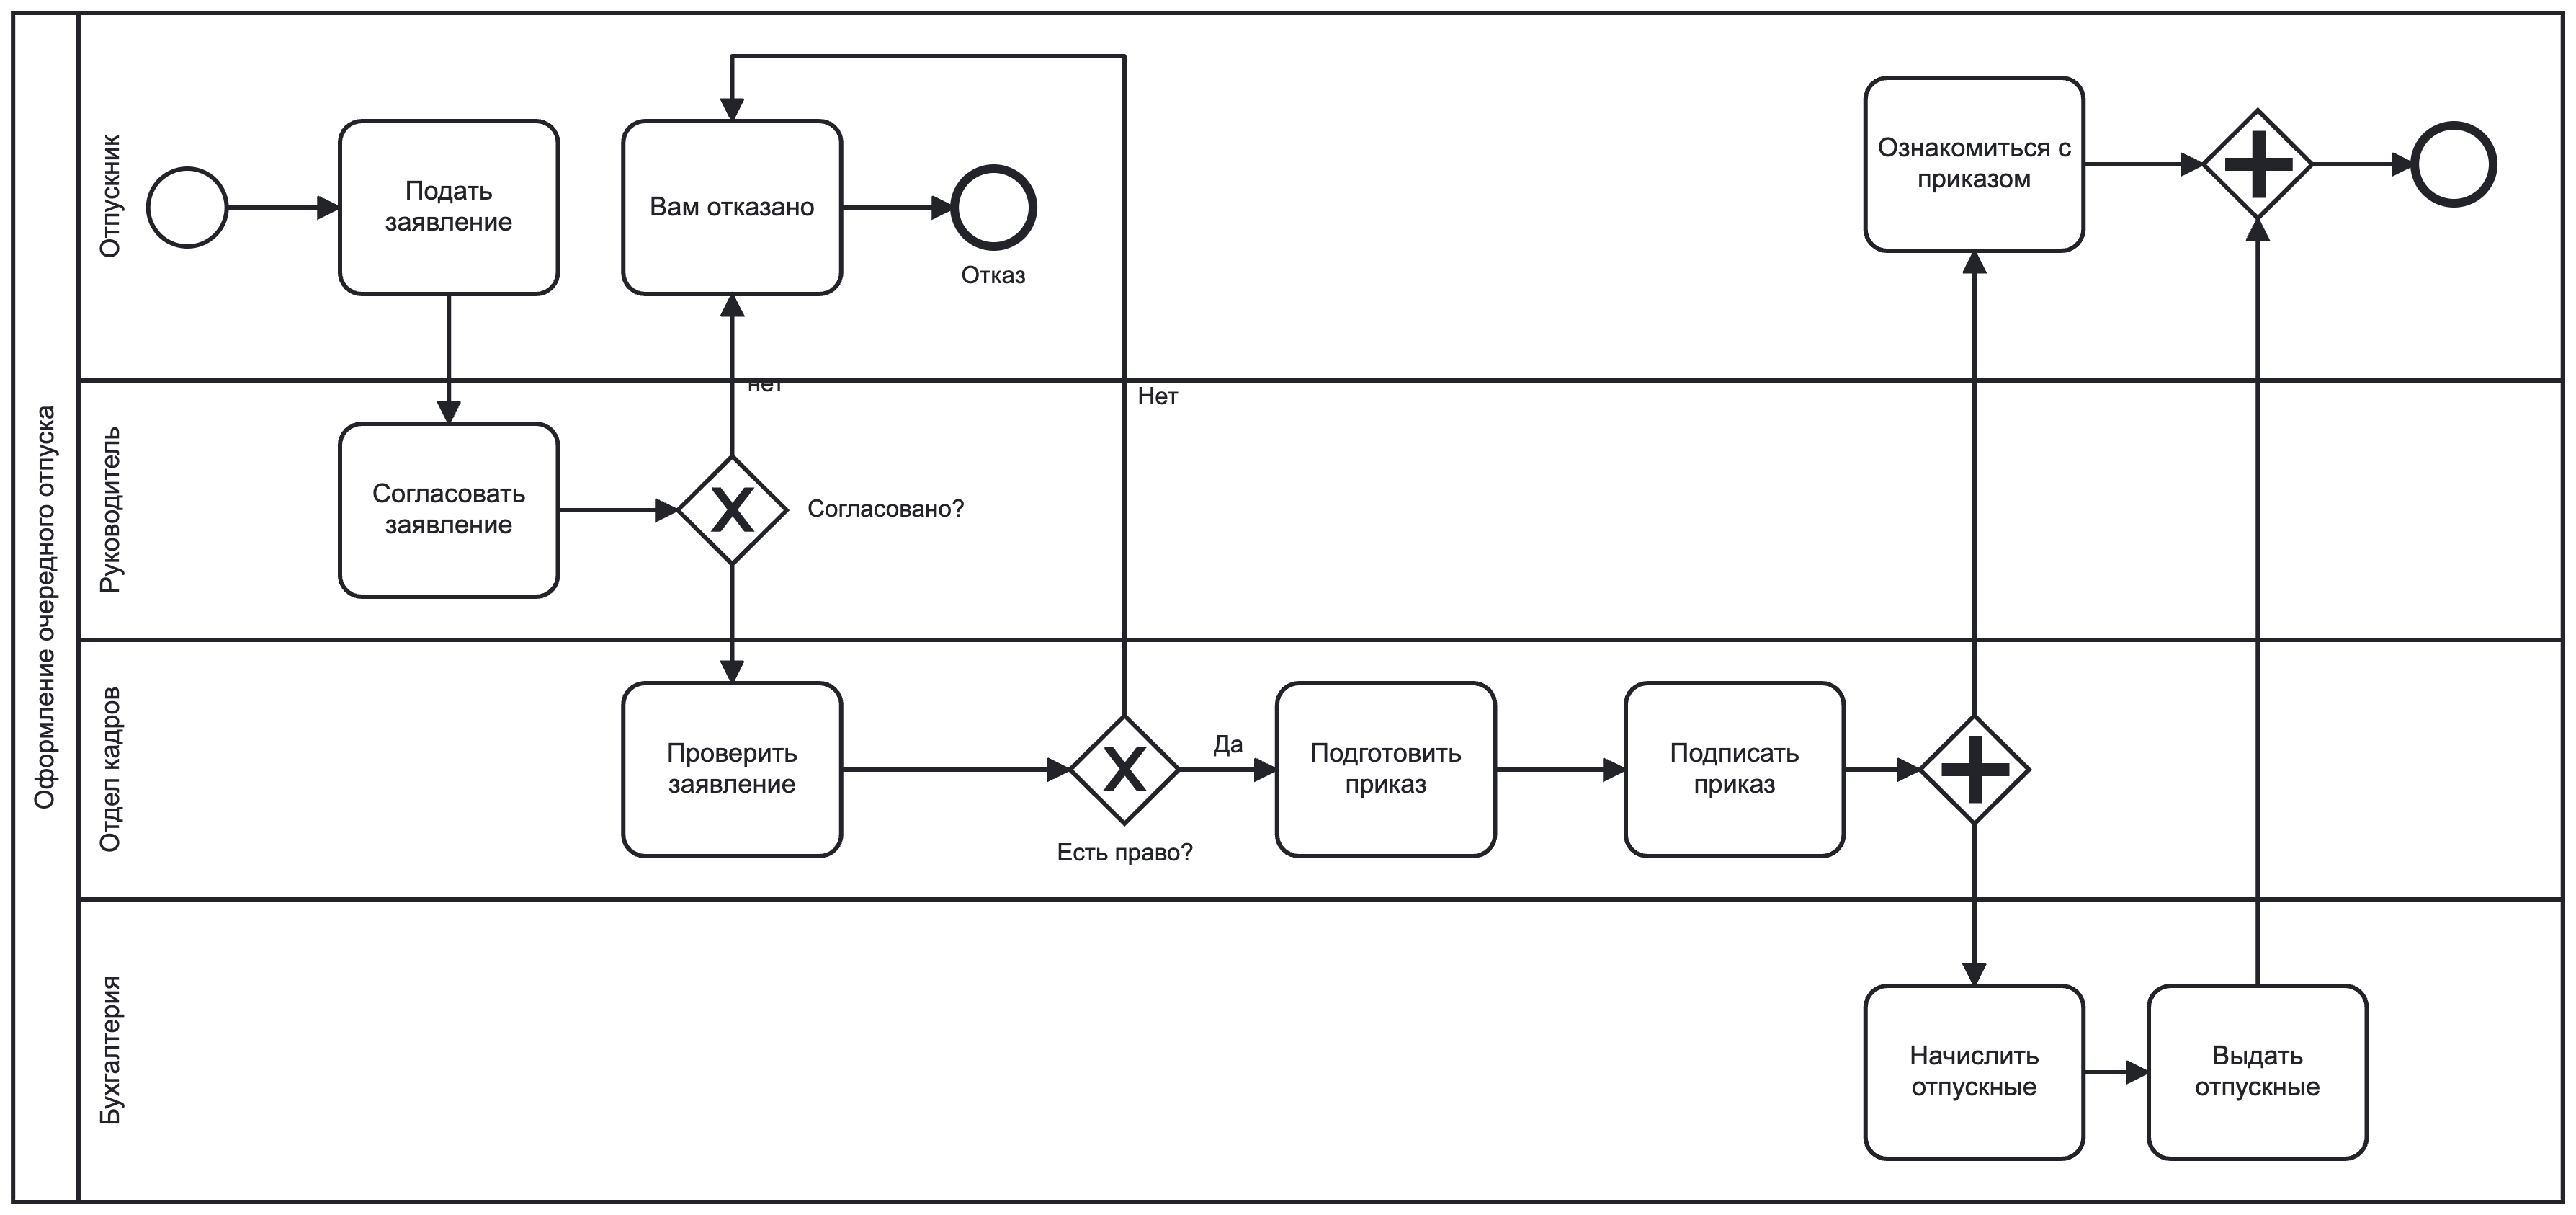 Оформление очередного отпуска
Отпускник
Подать
заявление
Вам отказано
Отказ
Ознакомиться с
приказом
нет
Нет
Руководитель
Согласовать
заявление
Согласовано?
Отдел кадров
Проверить
заявление
Есть право?
Да
Подготовить
приказ
Подписать
приказ
Бухгалтерия
Начислить
отпускные
Выдать
отпускные